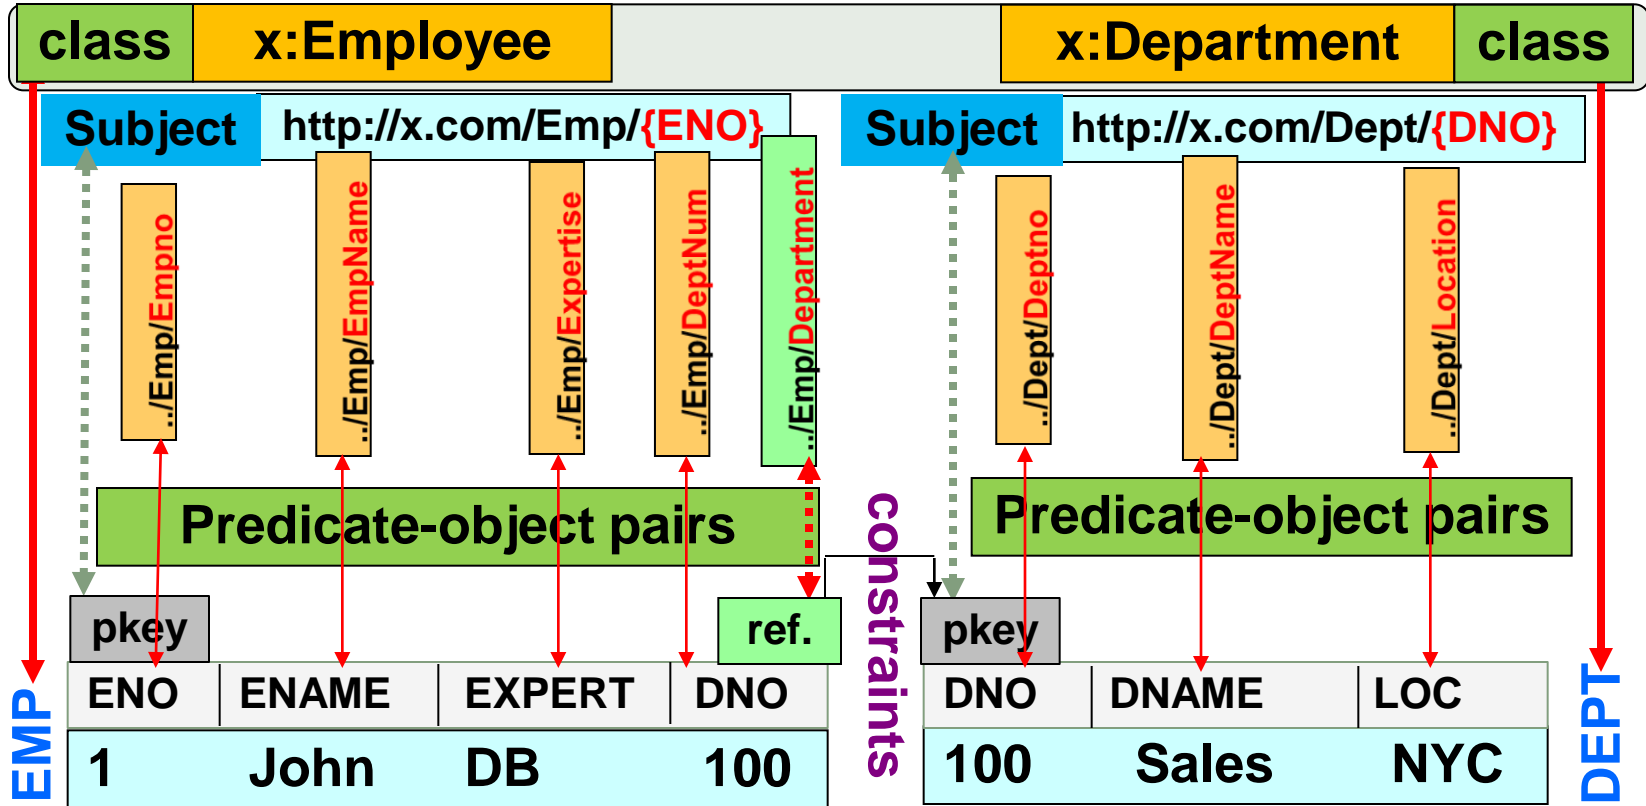 class x:Employee x:Department class
Subject http://x.com/Emp/{ENO} Subject http://x.com/Dept/{DNO}
../Emp/Empno
../Emp/EmpName
../Emp/Expertise
../Emp/DeptNum
../Emp/Department
../Dept/Deptno
../Dept/DeptName
../Dept/Location
Predicate-object pairs
Predicate-object pairs
constraints
pkey ref. pkey
EMP
ENO ENAME EXPERT DNO
1 John DB 100
DNO DNAME LOC
100 Sales NYC
DEPT